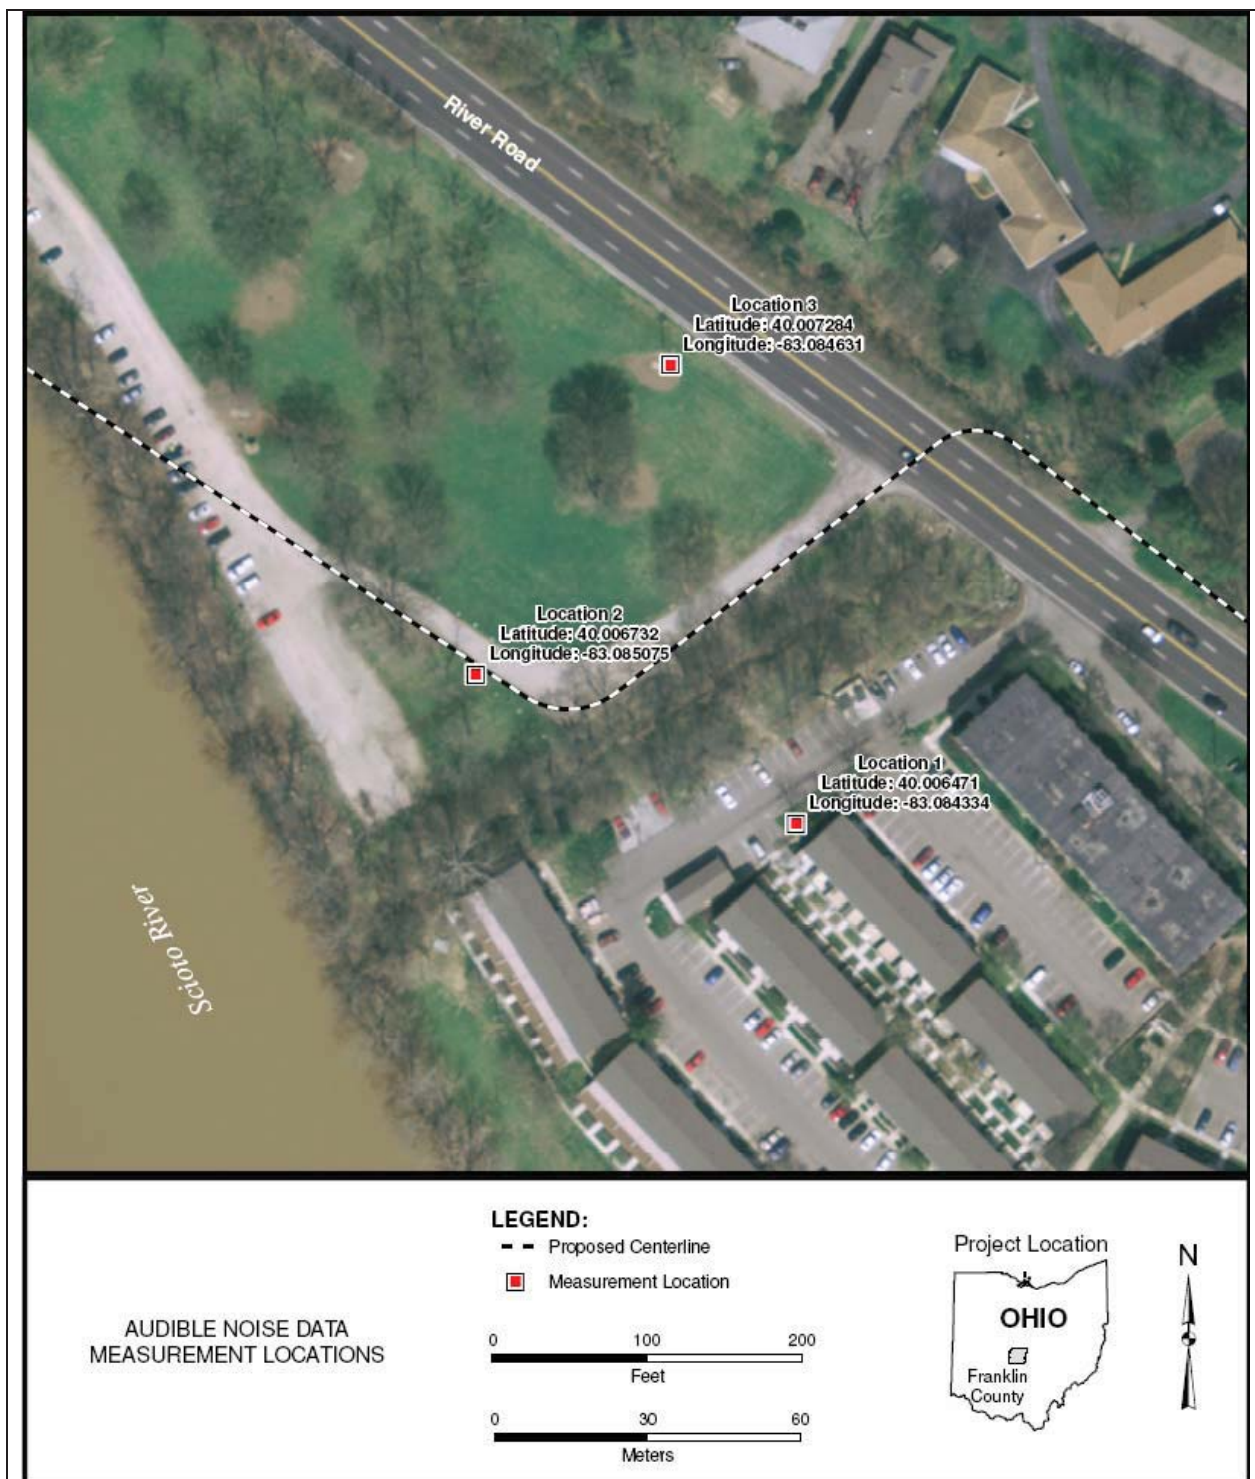 River Road
Location 3
Latitude: 40.007284
Longitude: -83.084631
Location 2
Latitude: 40.006732
Longitude: -83.085075
Location 1
Latitude: 40.006471
Longitude: -83.084334
Scioto River
AUDIBLE NOISE DATA
MEASUREMENT LOCATIONS
LEGEND:
Proposed Centerline
Measurement Location
0 100 200
Feet
0 30 60
Meters
Project Location
OHIO
Franklin
County
N